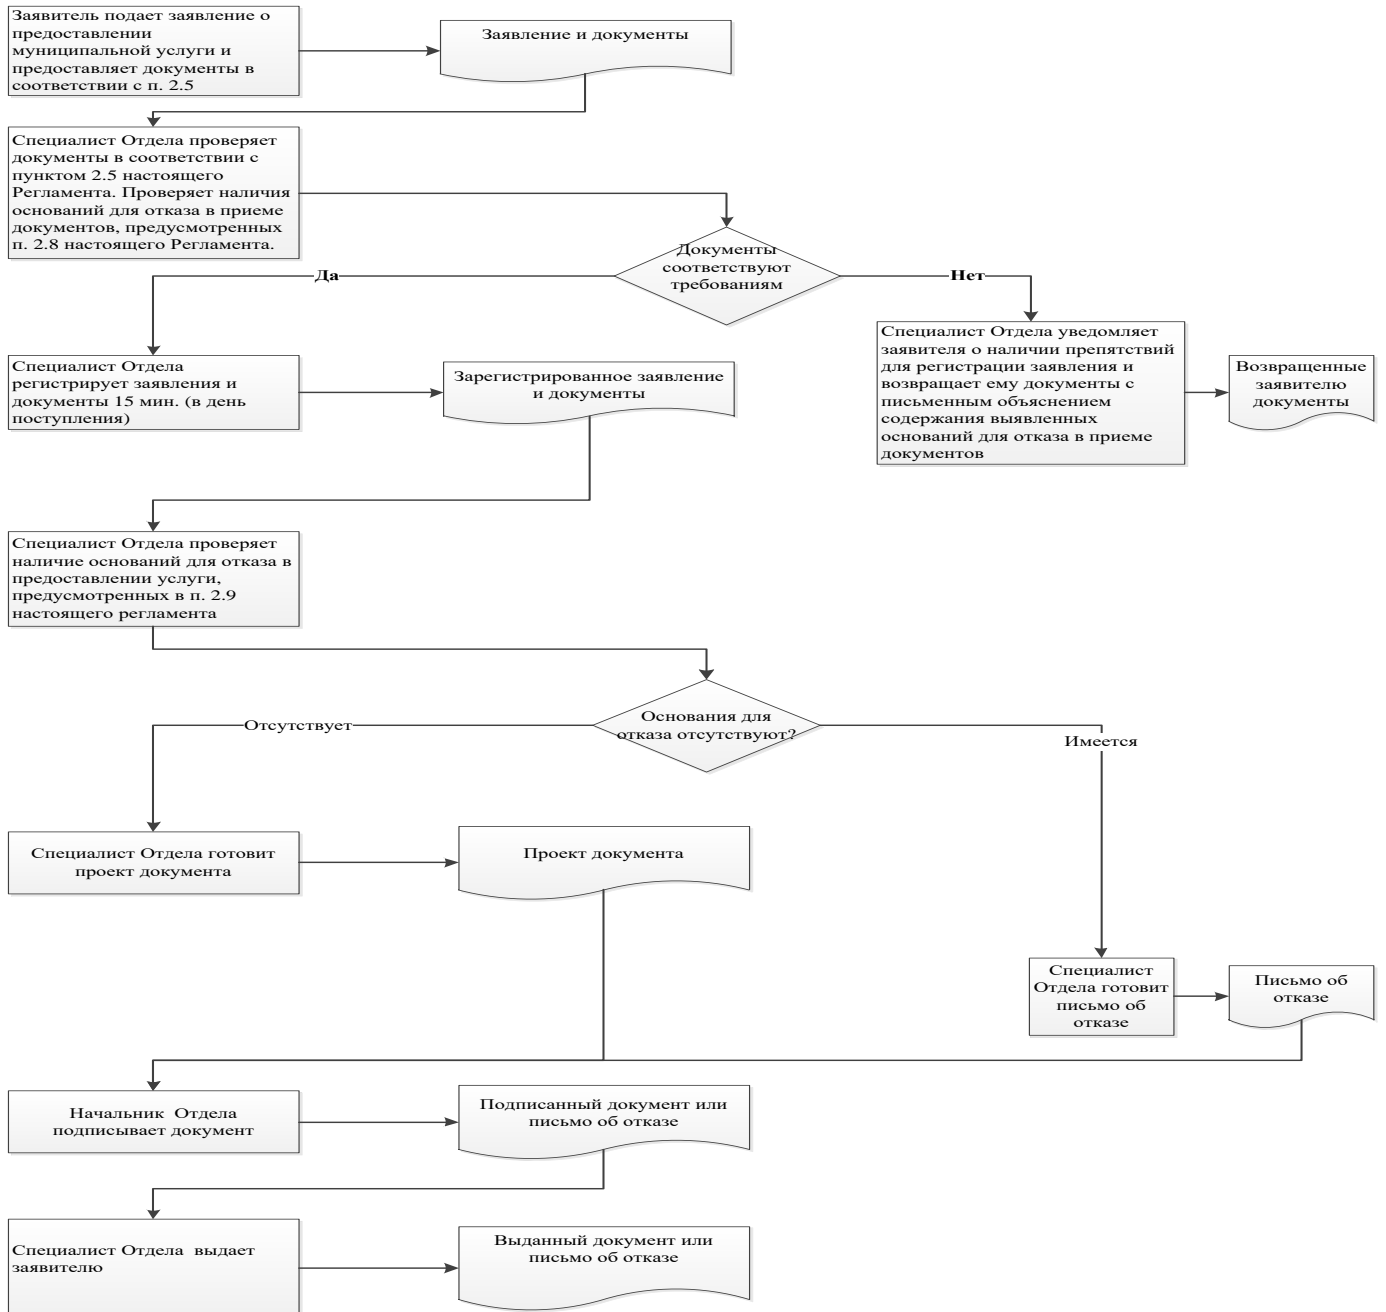 Заявитель подает заявление о
предоставлении
муниципальной услуги и
предоставляет документы в
соответствии с п. 2.5
Заявление и документы
Специалист Отдела проверяет
документы в соответствии с
пунктом 2.5 настоящего
Регламента. Проверяет наличия
оснований для отказа в приеме
документов, предусмотренных
п. 2.8 настоящего Регламента.
Документы
соответствуют
требованиям
Да
Нет
Специалист Отдела
регистрирует заявления и
документы 15 мин. (в день
поступления)
Зарегистрированное заявление
и документы
Специалист Отдела уведомляет
заявителя о наличии препятствий
для регистрации заявления и
возвращает ему документы с
письменным объяснением
содержания выявленных
оснований для отказа в приеме
документов
Возвращенные
заявителю
документы
Специалист Отдела проверяет
наличие оснований для отказа в
предоставлении услуги,
предусмотренных в п. 2.9
настоящего регламента
Основания для
отказа отсутствуют?
Отсутствует
Имеется
Специалист Отдела готовит
проект документа
Проект документа
Специалист
Отдела готовит
письмо об
отказе
Письмо об
отказе
Начальник  Отдела
подписывает документ
Подписанный документ или
письмо об отказе
Специалист Отдела  выдает
заявителю
Выданный документ или
письмо об отказе